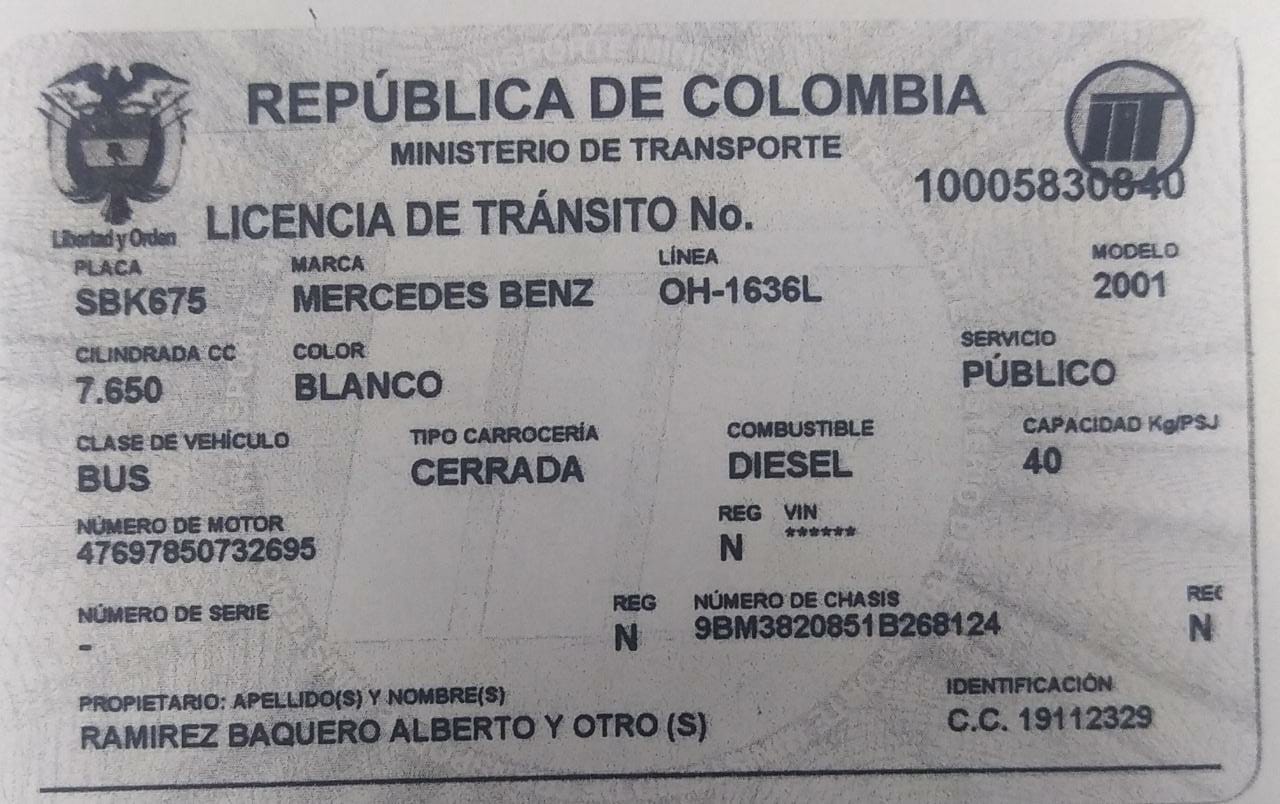 REPÚBLICA DE COLOMBIA
MINISTERIO DE TRANSPORTE
Libertad y Orden
LICENCIA DE TRÁNSITO No. 10005830840
PLACA MARCA LÍNEA MODELO
SBK675 MERCEDES BENZ OH-1636L 2001
CILINDRADA CC COLOR SERVICIO
7.650 BLANCO PÚBLICO
CLASE DE VEHÍCULO TIPO CARROCERÍA COMBUSTIBLE CAPACIDAD Kg/PSJ
BUS CERRADA DIESEL 40
NÚMERO DE MOTOR REG VIN
47697850732695 N ******
NÚMERO DE SERIE REG NÚMERO DE CHASIS REG
- N 9BM3820851B268124 N
PROPIETARIO: APELLIDO(S) Y NOMBRE(S) IDENTIFICACIÓN
RAMIREZ BAQUERO ALBERTO Y OTRO (S) C.C. 19112329